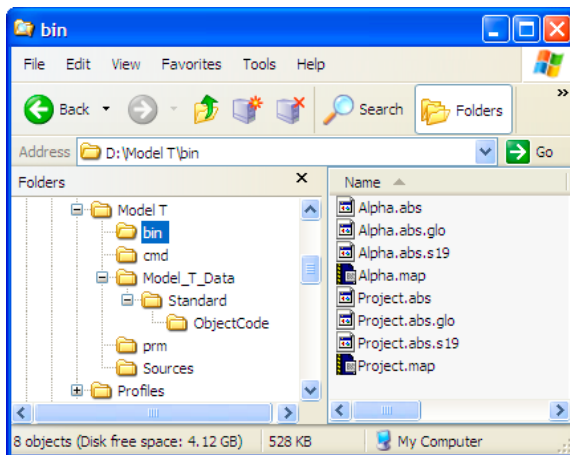 bin
File Edit View Favorites Tools Help
Back Search Folders »
Address D:\Model T\bin Go
Folders x
Model T
bin
cmd
Model_T_Data
Standard
ObjectCode
prm
Sources
Profiles
Name
Alpha.abs
Alpha.abs.glo
Alpha.abs.s19
Alpha.map
Project.abs
Project.abs.glo
Project.abs.s19
Project.map
8 objects (Disk free space: 4.12 GB) 528 KB My Computer